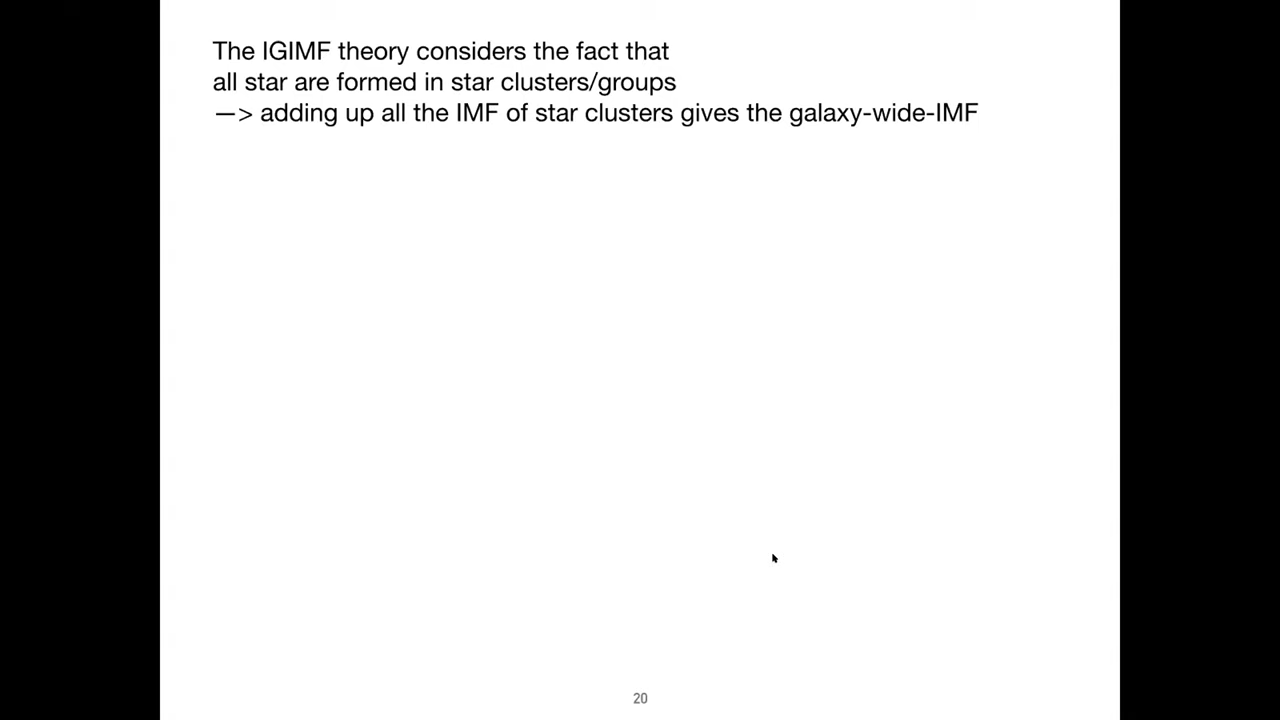 The IGIMF theory considers the fact that
all star are formed in star clusters/groups
—> adding up all the IMF of star clusters gives the galaxy-wide-IMF
20